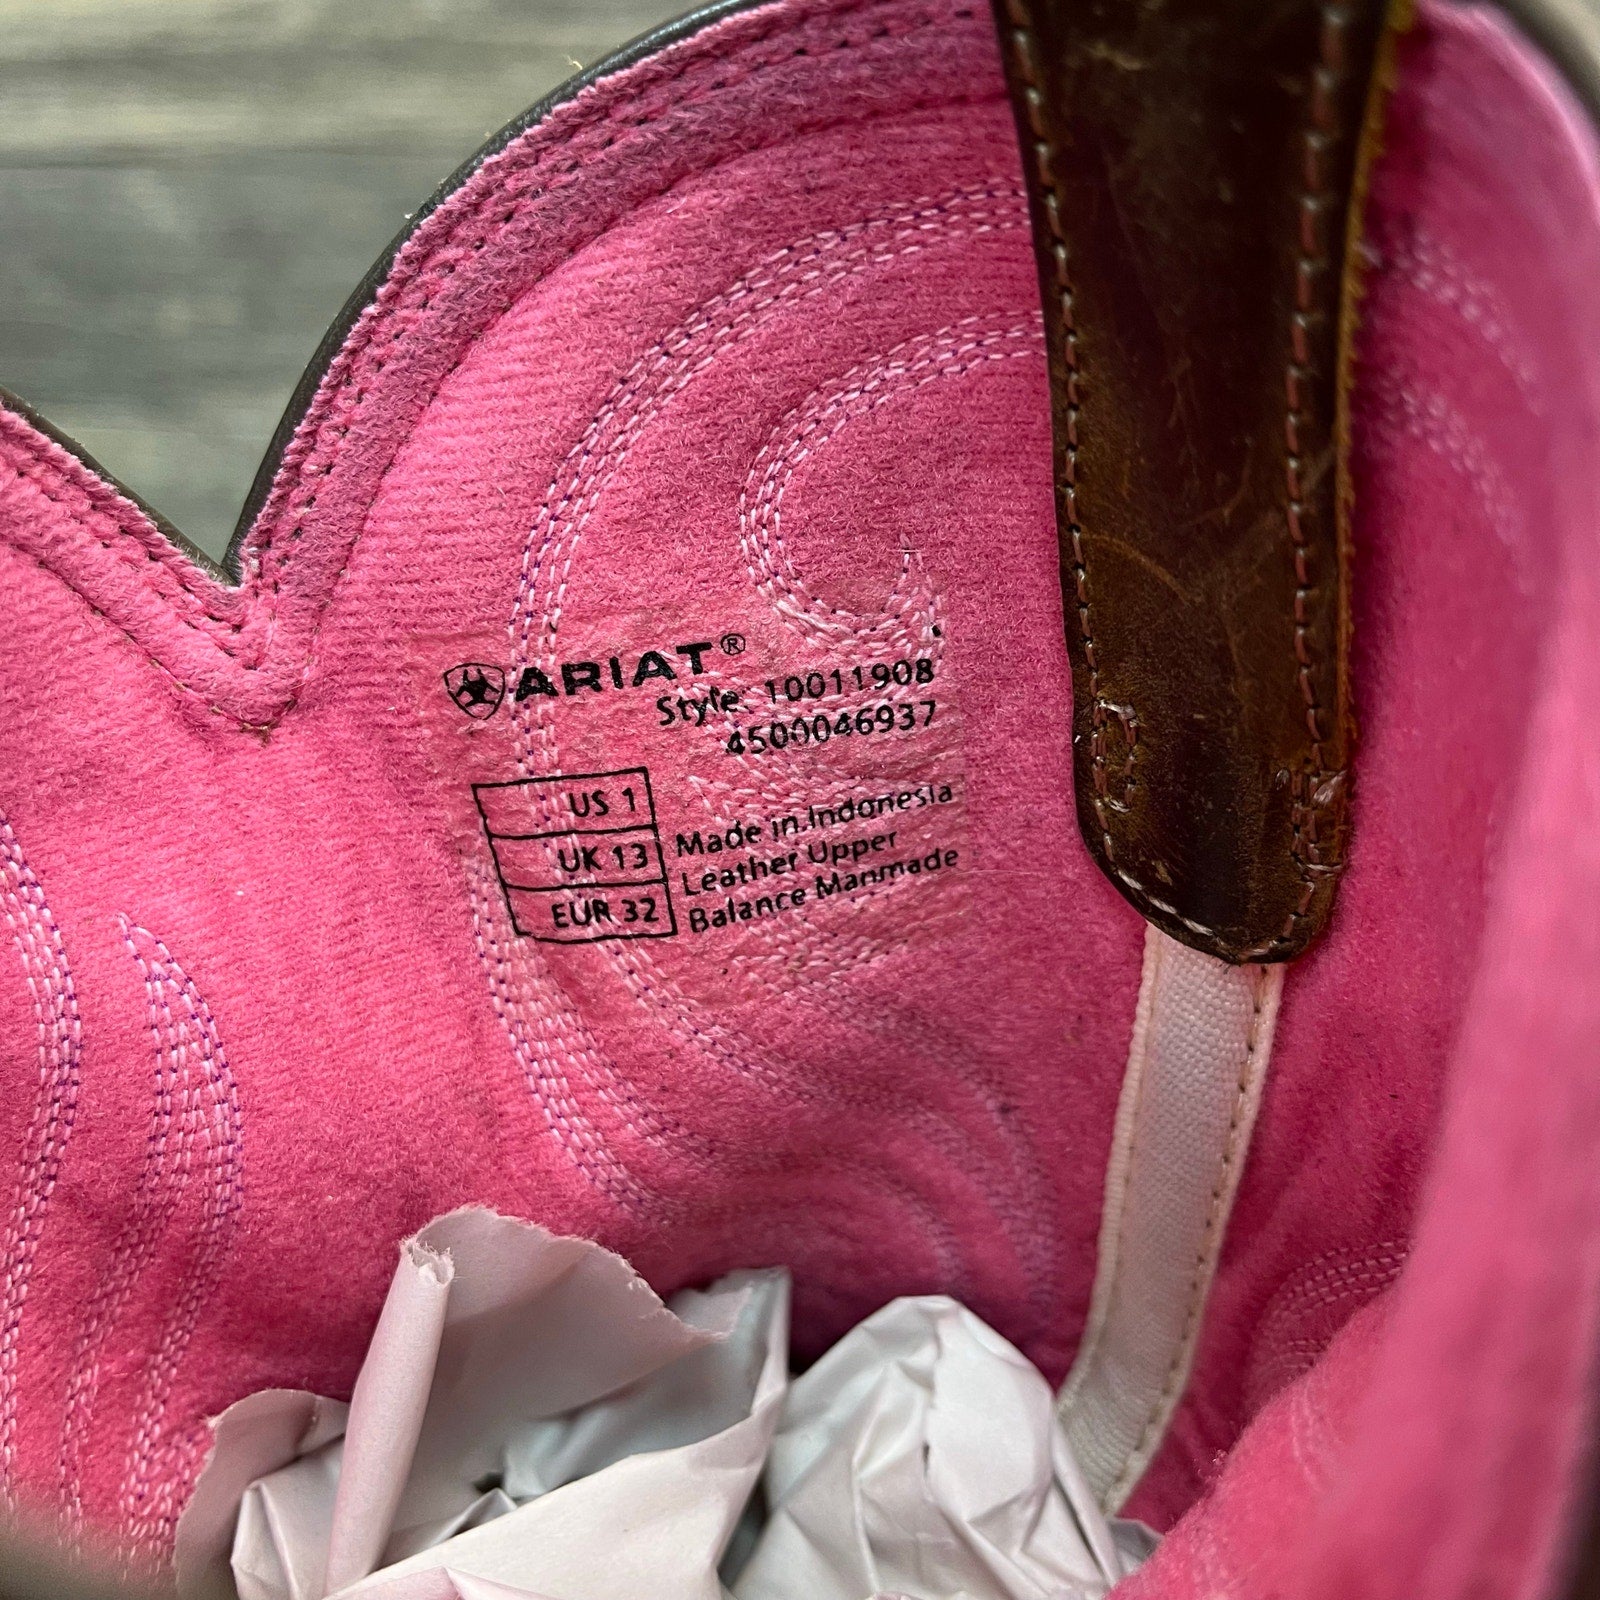 ARIAT®
Style: 10011908
4500046937
US 1
UK 13
EUR 32
Made in Indonesia
Leather Upper
Balance Manmade